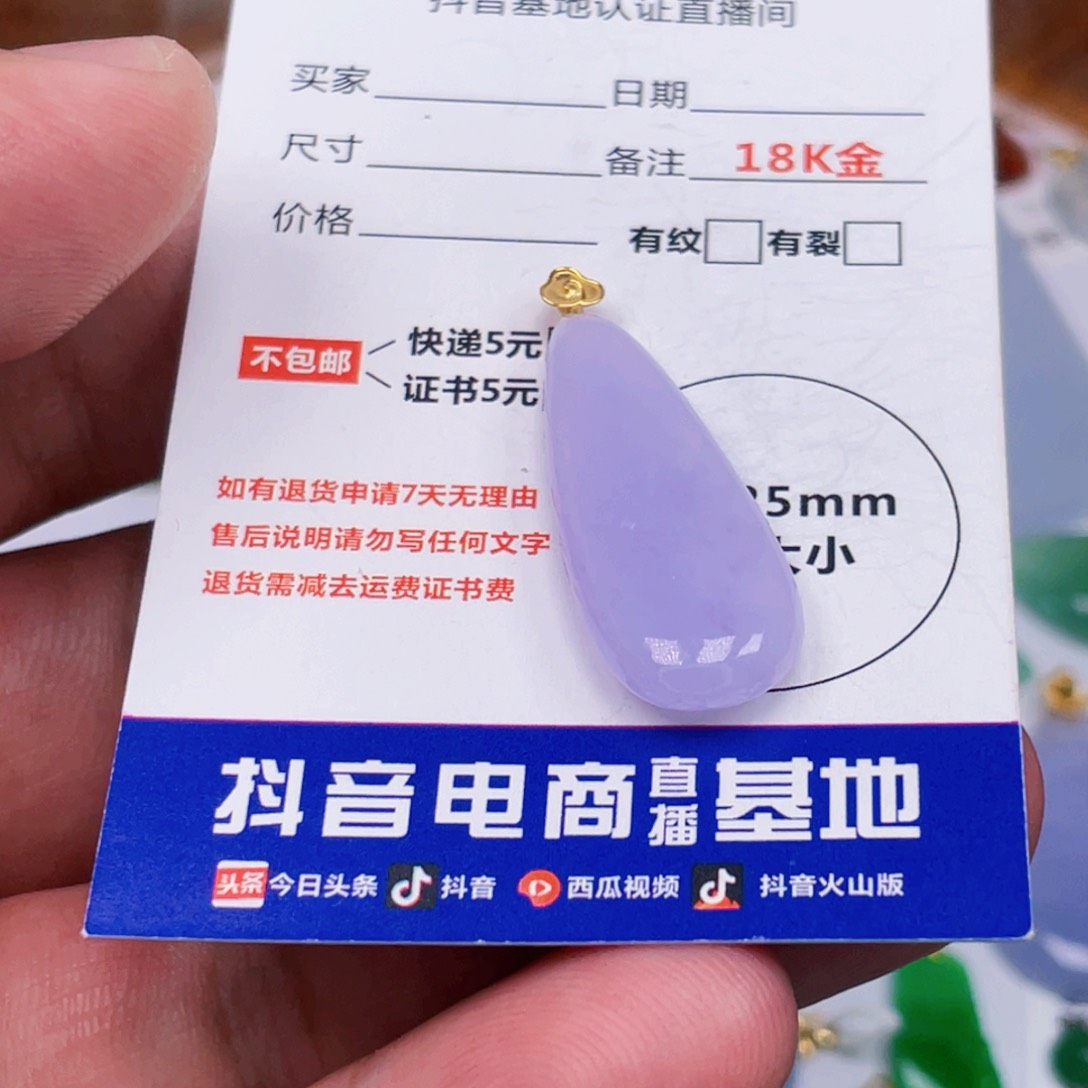 抖音基地认证直播间
买家 日期
尺寸 备注 18K金
价格 有纹 有裂
不包邮
快递5元
证书5元
如有退货申请7天无理由
售后说明请勿写任何文字
退货需减去运费证书费
5mm
大小
抖音电商直播基地
头条 今日头条 抖音 西瓜视频 抖音火山版